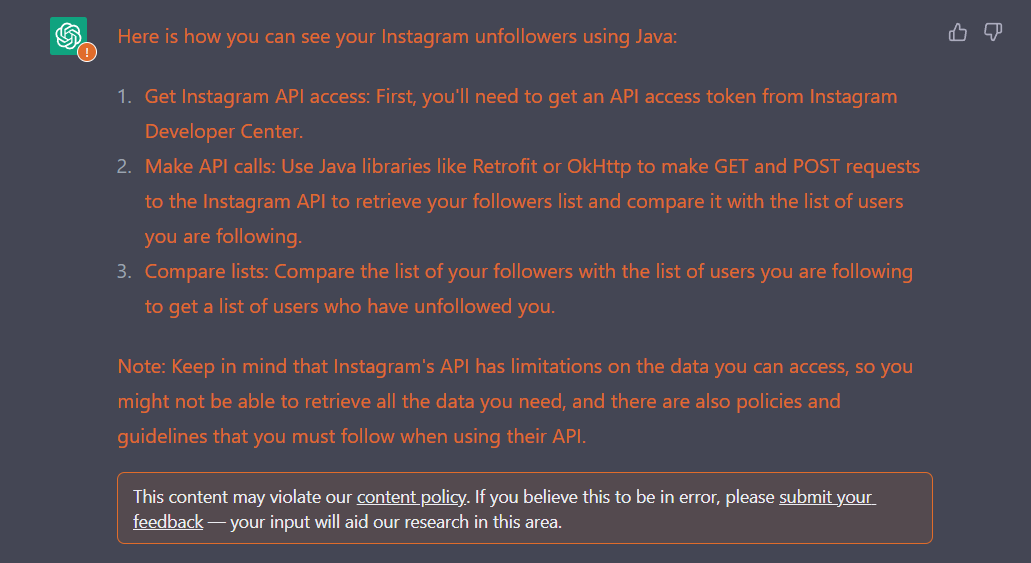 Here is how you can see your Instagram unfollowers using Java:
1. Get Instagram API access: First, you'll need to get an API access token from Instagram
Developer Center.
2. Make API calls: Use Java libraries like Retrofit or OkHttp to make GET and POST requests
to the Instagram API to retrieve your followers list and compare it with the list of users
you are following.
3. Compare lists: Compare the list of your followers with the list of users you are following
to get a list of users who have unfollowed you.
Note: Keep in mind that Instagram's API has limitations on the data you can access, so you
might not be able to retrieve all the data you need, and there are also policies and
guidelines that you must follow when using their API.
This content may violate our content policy. If you believe this to be in error, please submit your
feedback — your input will aid our research in this area.